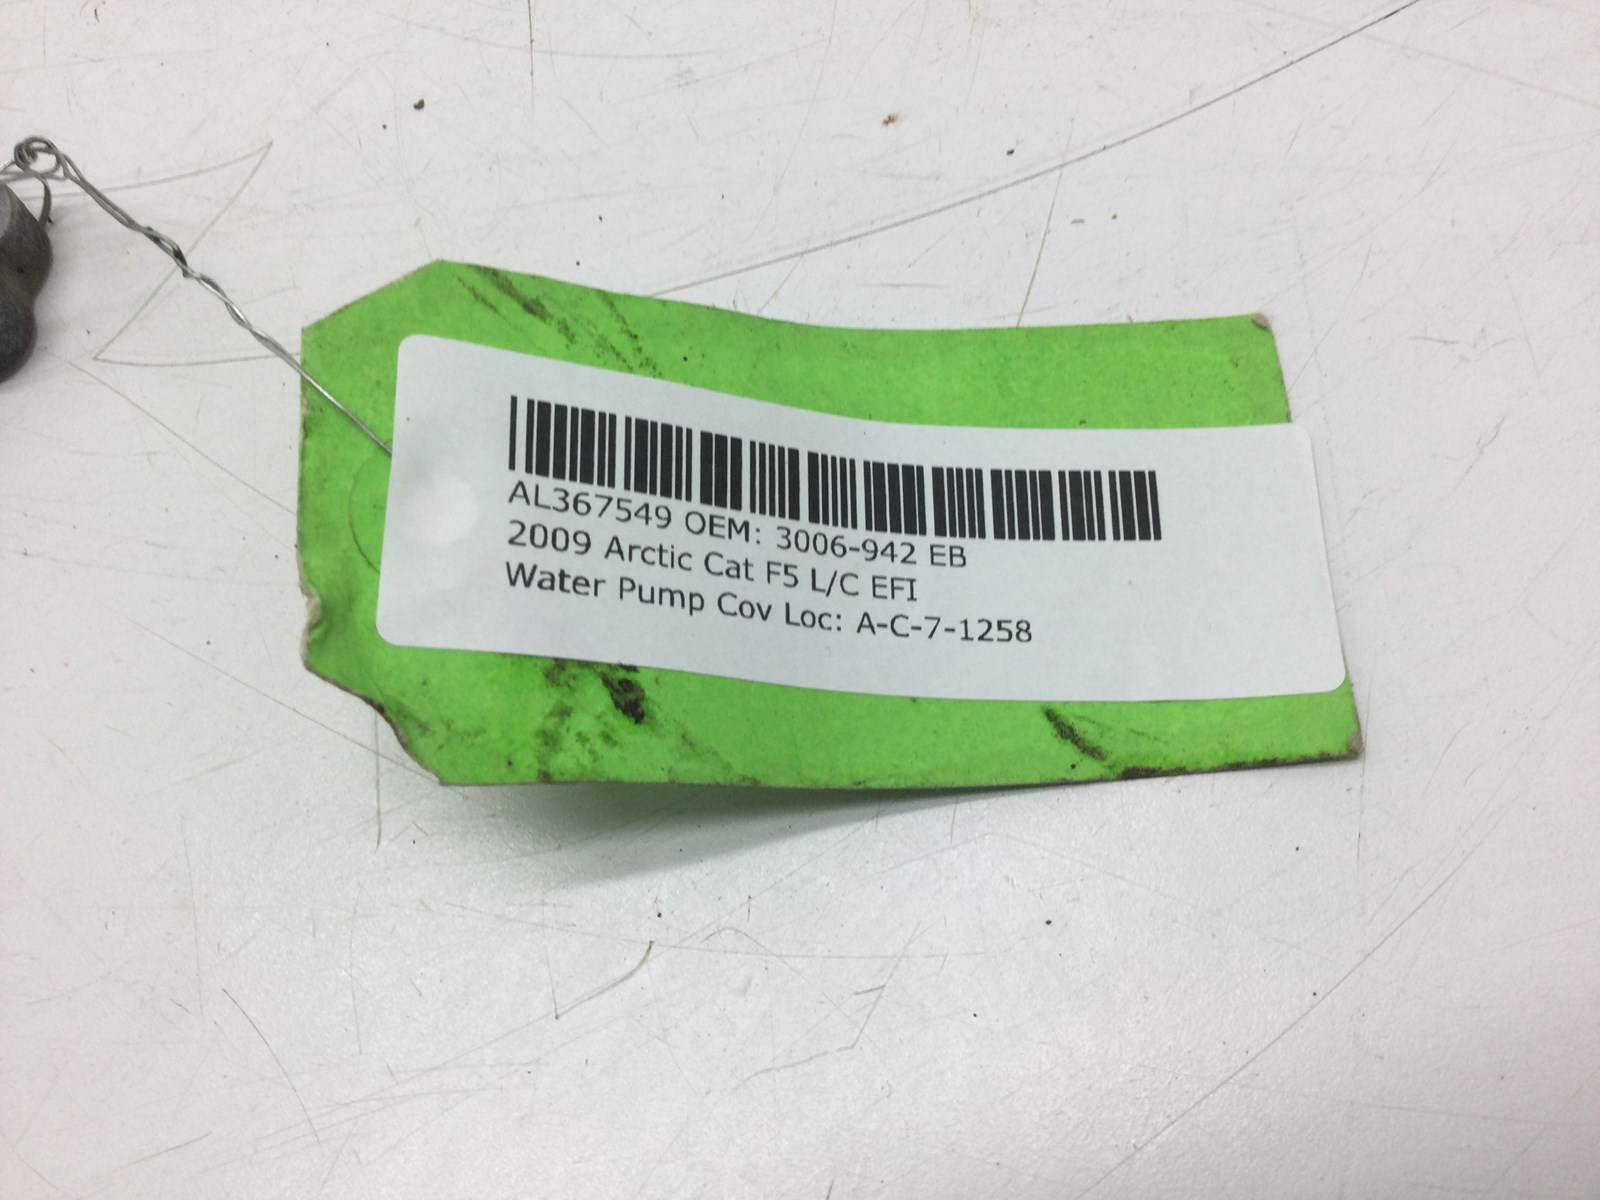 AL367549 OEM: 3006-942 EB
2009 Arctic Cat F5 L/C EFI
Water Pump Cov Loc: A-C-7-1258